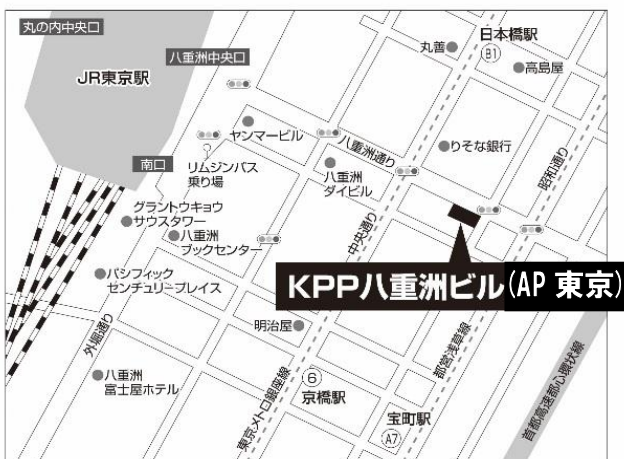 丸の内中央口
JR東京駅
八重洲中央口
日本橋駅
B1
丸善
高島屋
ヤンマービル
八重洲通り
りそな銀行
昭和通り
南口
リムジンバス
乗り場
八重洲
ダイビル
グラントウキョウ
サウスタワー
八重洲
ブックセンター
中央通り
KPP八重洲ビル(AP 東京)
パシフィック
センチュリープレイス
外堀通り
明治屋
都営浅草線
八重洲
富士屋ホテル
東京メトロ銀座線
6
京橋駅
宝町駅
A7
首都高速都心環状線